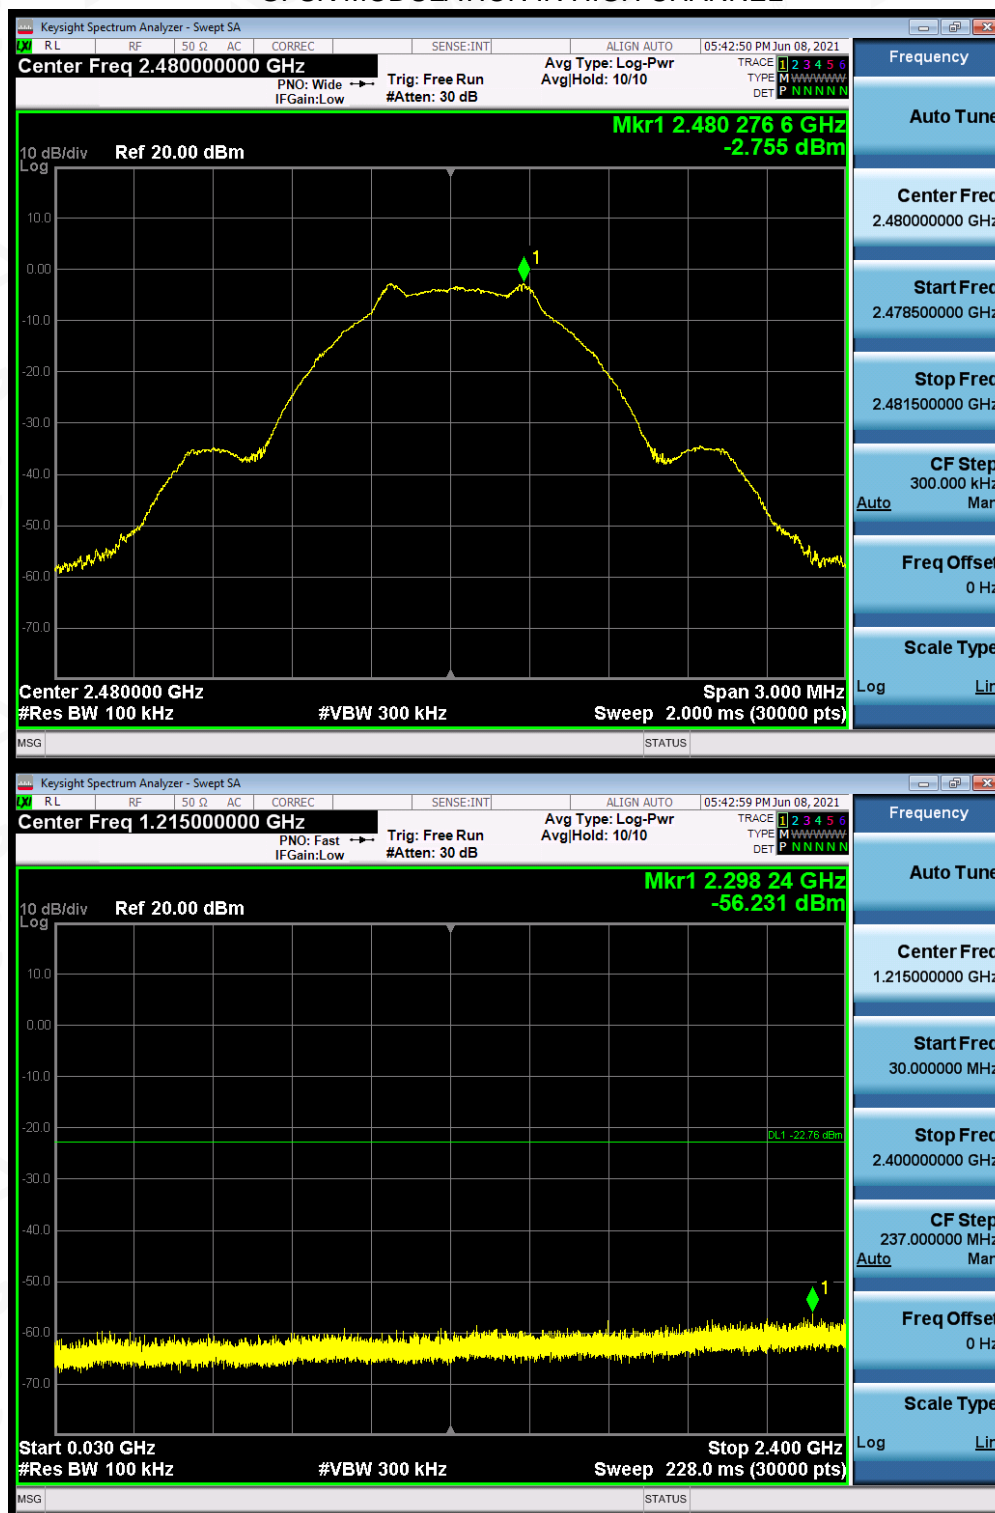 GFSK MODULATION IN HIGH CHANNEL
Keysight Spectrum Analyzer - Swept SA
LXI RL RF 50 Ω AC CORREC SENSE:INT ALIGN AUTO 05:42:50 PM Jun 08, 2021
Center Freq 2.480000000 GHz
PNO: Wide
IFGain:Low
Trig: Free Run
#Atten: 30 dB
Avg Type: Log-Pwr
Avg|Hold: 10/10
TRACE 1 2 3 4 5 6
TYPE M WWWWW
DET P N N N N N
Mkr1 2.480 276 6 GHz
-2.755 dBm
10 dB/div Ref 20.00 dBm
Log
10.0
0.00
-10.0
-20.0
-30.0
-40.0
-50.0
-60.0
-70.0
1
Center 2.480000 GHz Span 3.000 MHz
#Res BW 100 kHz #VBW 300 kHz Sweep 2.000 ms (30000 pts)
MSG STATUS
Frequency
Auto Tune
Center Freq
2.480000000 GHz
Start Freq
2.478500000 GHz
Stop Freq
2.481500000 GHz
CF Step
300.000 kHz
Auto Man
Freq Offset
0 Hz
Scale Type
Log Lin
Keysight Spectrum Analyzer - Swept SA
LXI RL RF 50 Ω AC CORREC SENSE:INT ALIGN AUTO 05:42:59 PM Jun 08, 2021
Center Freq 1.215000000 GHz
PNO: Fast
IFGain:Low
Trig: Free Run
#Atten: 30 dB
Avg Type: Log-Pwr
Avg|Hold: 10/10
TRACE 1 2 3 4 5 6
TYPE M WWWWW
DET P N N N N N
Mkr1 2.298 24 GHz
-56.231 dBm
10 dB/div Ref 20.00 dBm
Log
10.0
0.00
-10.0
-20.0
-30.0
-40.0
-50.0
-60.0
-70.0
DL1 -22.76 dBm
1
Start 0.030 GHz Stop 2.400 GHz
#Res BW 100 kHz #VBW 300 kHz Sweep 228.0 ms (30000 pts)
MSG STATUS
Frequency
Auto Tune
Center Freq
1.215000000 GHz
Start Freq
30.000000 MHz
Stop Freq
2.400000000 GHz
CF Step
237.000000 MHz
Auto Man
Freq Offset
0 Hz
Scale Type
Log Lin